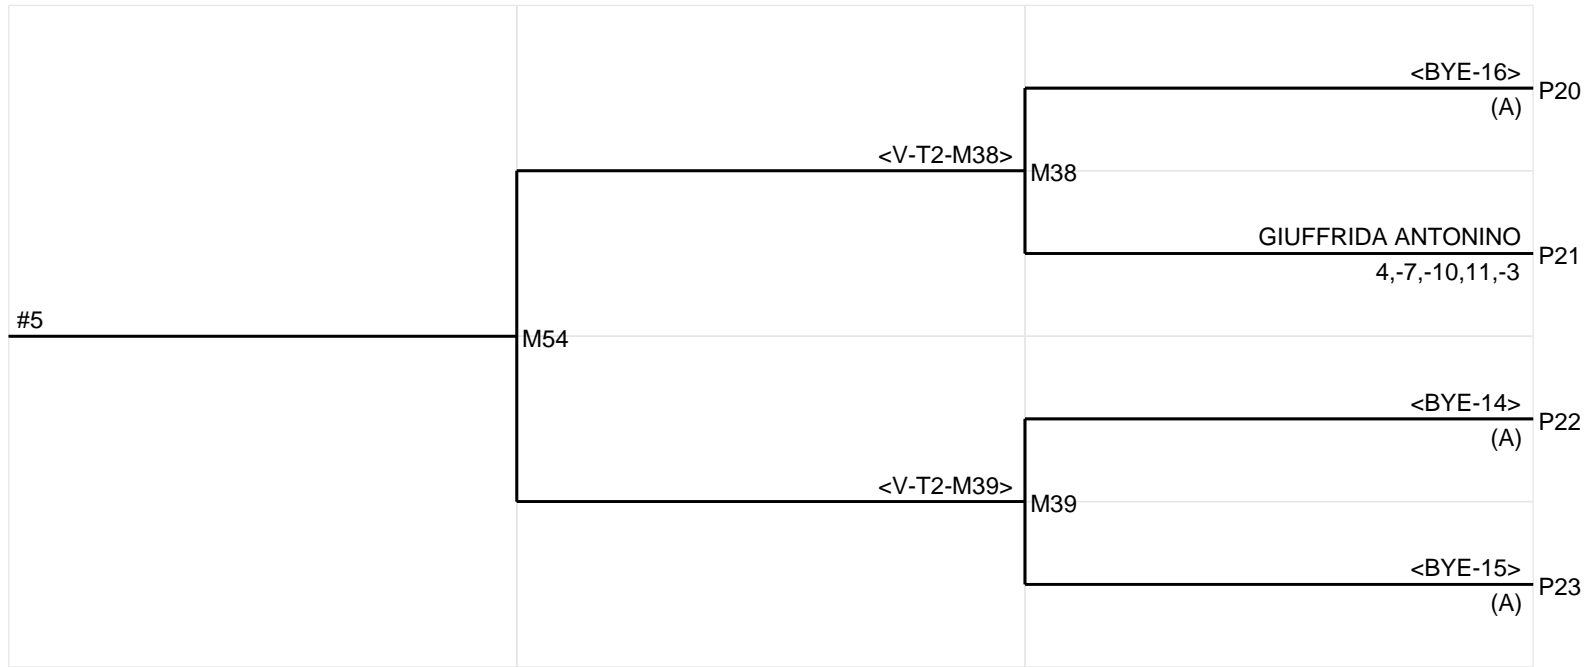 <BYE-16>
P20
(A)
<V-T2-M38>
M38
GIUFFRIDA ANTONINO
P21
4,-7,-10,11,-3
#5
M54
<BYE-14>
P22
(A)
<V-T2-M39>
M39
<BYE-15>
P23
(A)